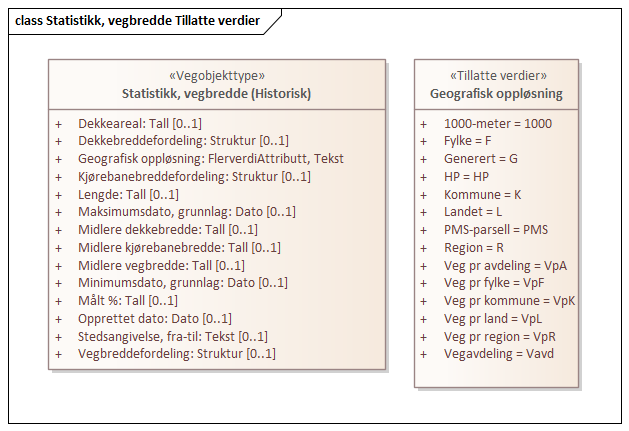 class Statistikk, vegbredde Tillatte verdier
«Vegobjekttype»
Statistikk, vegbredde (Historisk)
+ Dekkeareal: Tall [0..1]
+ Dekkebreddefordeling: Struktur [0..1]
+ Geografisk oppløsning: FlerverdiAttributt, Tekst
+ Kjørebanebreddefordeling: Struktur [0..1]
+ Lengde: Tall [0..1]
+ Maksimumsdato, grunnlag: Dato [0..1]
+ Midlere dekkebredde: Tall [0..1]
+ Midlere kjørebanebredde: Tall [0..1]
+ Midlere vegbredde: Tall [0..1]
+ Minimumsdato, grunnlag: Dato [0..1]
+ Målt %: Tall [0..1]
+ Opprettet dato: Dato [0..1]
+ Stedsangivelse, fra-til: Tekst [0..1]
+ Vegbreddefordeling: Struktur [0..1]
«Tillatte verdier»
Geografisk oppløsning
+ 1000-meter = 1000
+ Fylke = F
+ Generert = G
+ HP = HP
+ Kommune = K
+ Landet = L
+ PMS-parsell = PMS
+ Region = R
+ Veg pr avdeling = VpA
+ Veg pr fylke = VpF
+ Veg pr kommune = VpK
+ Veg pr land = VpL
+ Veg pr region = VpR
+ Vegavdeling = Vavd